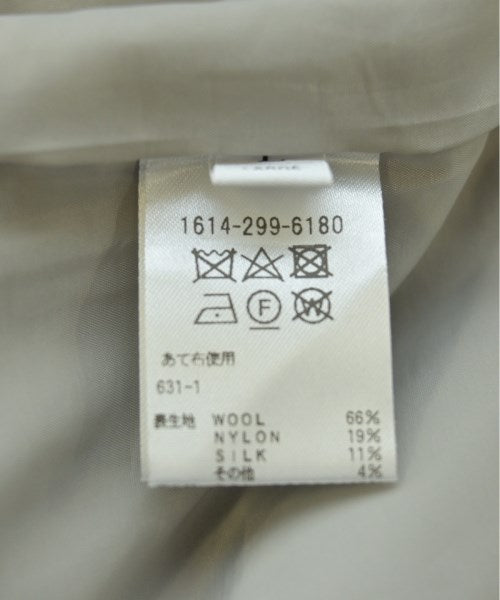 1614-299-6180
F
W
あて布使用
631-1
表生地 WOOL 66%
NYLON 19%
SILK 11%
その他 4%